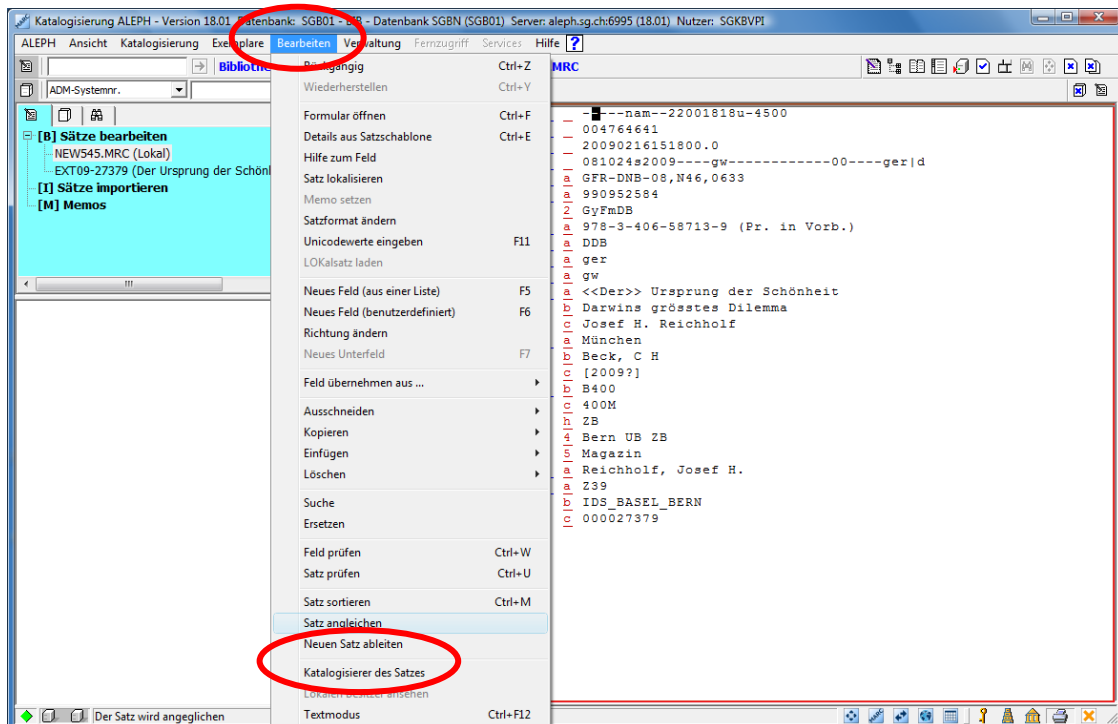 Katalogisierung ALEPH - Version 18.01 Datenbank: SGB01 - BIB - Datenbank SGBN (SGB01) Server: aleph.sg.ch:6995 (18.01) Nutzer: SGKBVPI
ALEPH Ansicht Katalogisierung Exemplare Bearbeiten Verwaltung Fernzugriff Services Hilfe ?
Rückgängig Ctrl+Z
Wiederherstellen Ctrl+Y
Formular öffnen Ctrl+F
Details aus Satzschablone Ctrl+E
Hilfe zum Feld
Satz lokalisieren
Memo setzen
Satzformat ändern
Unicodewerte eingeben F11
LOKalsatz laden
Neues Feld (aus einer Liste) F5
Neues Feld (benutzerdefiniert) F6
Richtung ändern
Neues Unterfeld F7
Feld übernehmen aus ...
Ausschneiden
Kopieren
Einfügen
Löschen
Suche
Ersetzen
Feld prüfen Ctrl+W
Satz prüfen Ctrl+U
Satz sortieren Ctrl+M
Satz angleichen
Neuen Satz ableiten
Katalogisierer des Satzes
Lokalen Besitzer ansehen
Textmodus Ctrl+F12
Biblioth
MRC
ADM-Systemnr.
[B] Sätze bearbeiten
NEW545.MRC (Lokal)
EXT09-27379 (Der Ursprung der Schönh
[I] Sätze importieren
[M] Memos
----nam--22001818u-4500
004764641
20090216151800.0
081024s2009----gw------------00----ger|d
a GFR-DNB-08,N46,0633
a 990952584
2 GyFmDB
a 978-3-406-58713-9 (Pr. in Vorb.)
a DDB
a ger
a gw
a <<Der>> Ursprung der Schönheit
b Darwins grösstes Dilemma
c Josef H. Reichholf
a München
b Beck, C H
c [2009?]
b B400
c 400M
h ZB
4 Bern UB ZB
5 Magazin
a Reichholf, Josef H.
a Z39
b IDS_BASEL_BERN
c 000027379
Der Satz wird angeglichen